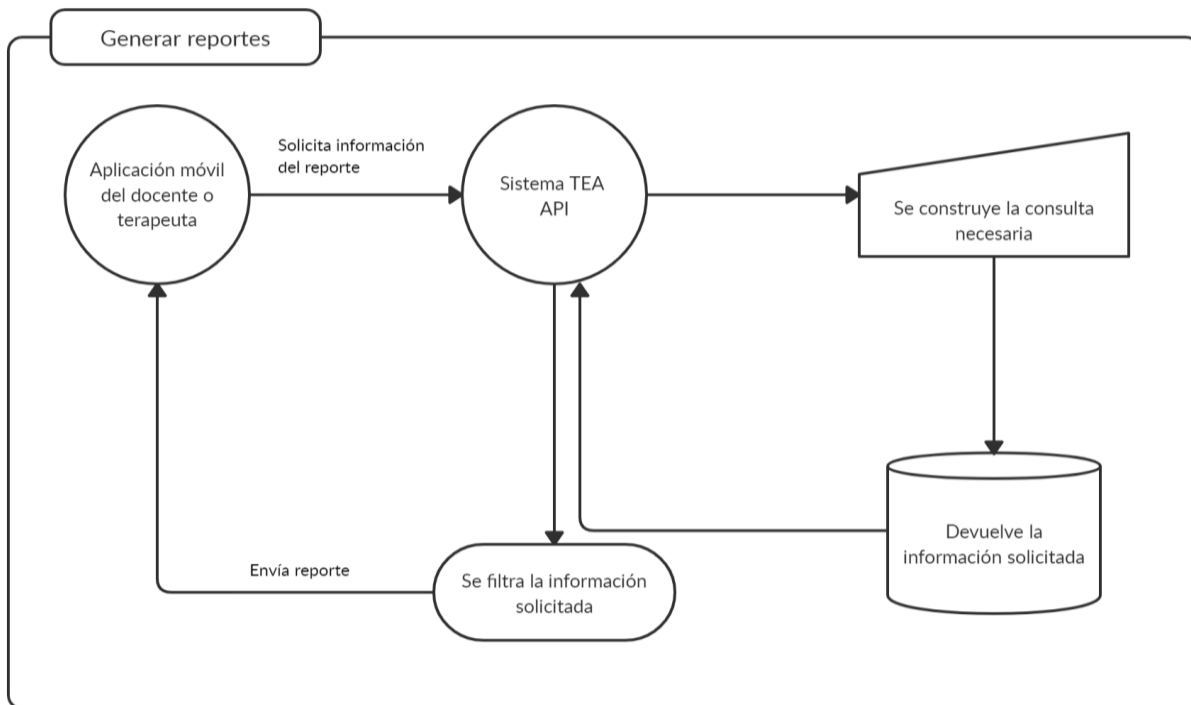 Generar reportes
Aplicación móvil
del docente o
terapeuta
Solicita información
del reporte
Sistema TEA
API
Se construye la consulta
necesaria
Devuelve la
información solicitada
Se filtra la información
solicitada
Envía reporte